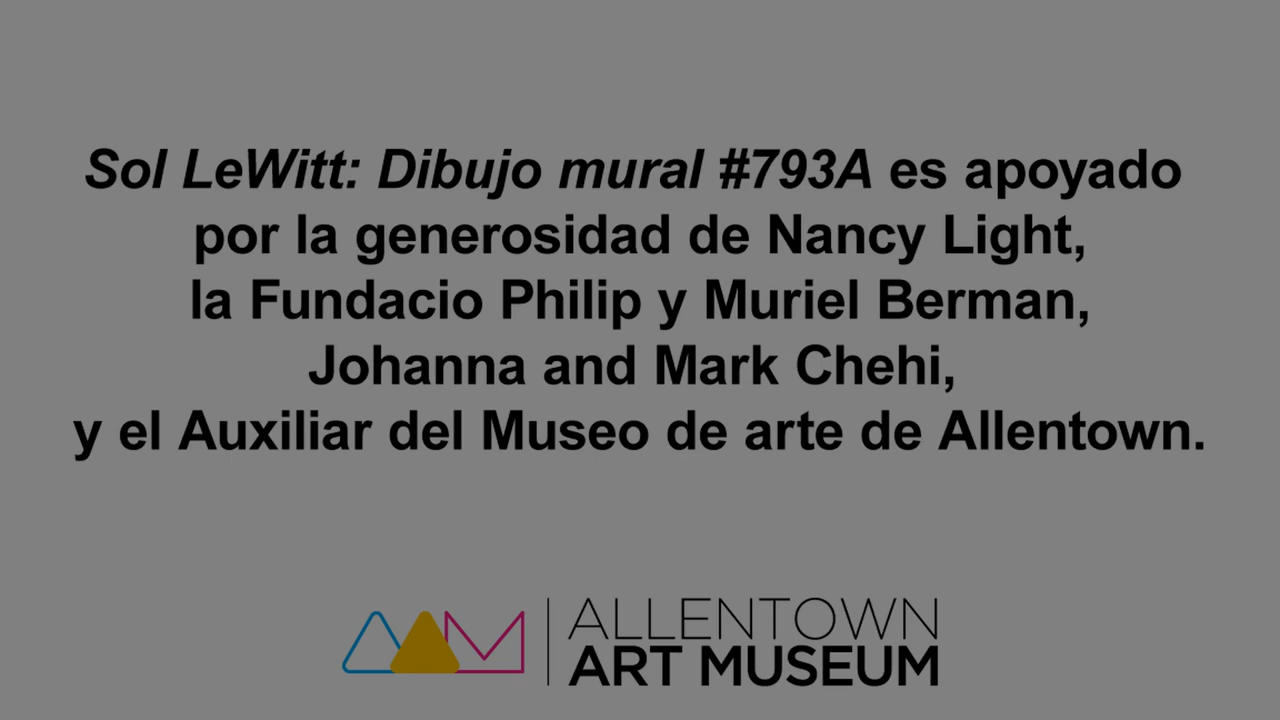 Sol LeWitt: Dibujo mural #793A es apoyado
por la generosidad de Nancy Light,
la Fundacio Philip y Muriel Berman,
Johanna and Mark Chehi,
y el Auxiliar del Museo de arte de Allentown.
ALLENTOWN
ART MUSEUM